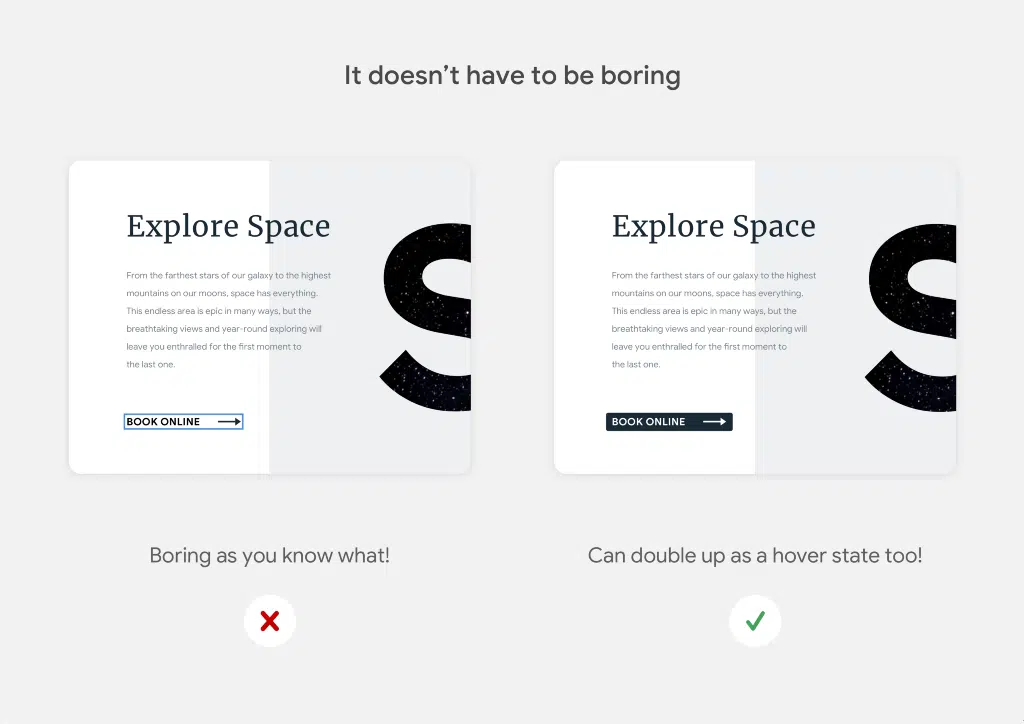 It doesn’t have to be boring
Explore Space
From the farthest stars of our galaxy to the highest
mountains on our moons, space has everything.
This endless area is epic in many ways, but the
breathtaking views and year-round exploring will
leave you enthralled for the first moment to
the last one.
BOOK ONLINE
S
Boring as you know what!
Explore Space
From the farthest stars of our galaxy to the highest
mountains on our moons, space has everything.
This endless area is epic in many ways, but the
breathtaking views and year-round exploring will
leave you enthralled for the first moment to
the last one.
BOOK ONLINE
S
Can double up as a hover state too!